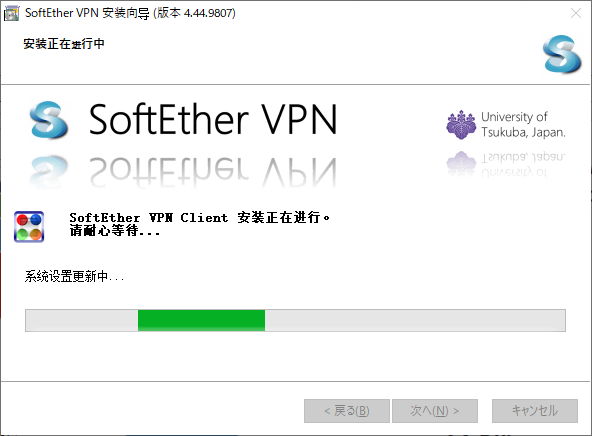 SoftEther VPN 安装向导 (版本 4.44.9807)
安装正在进行中
SoftEther VPN
University of
Tsukuba, Japan.
SoftEther VPN Client 安装正在进行。
请耐心等待...
系统设置更新中...
< 戻る(B)
次へ(N) >
キャンセル